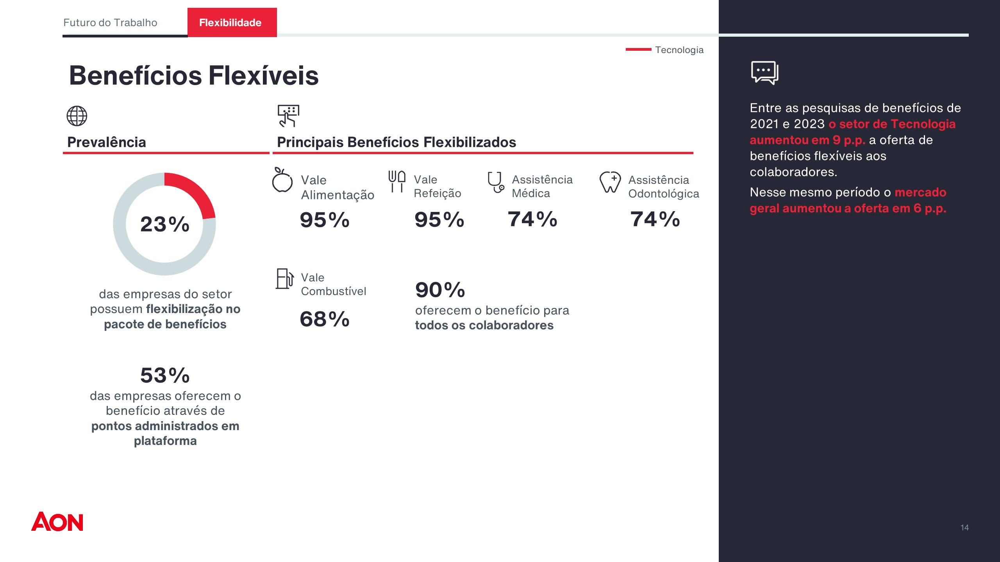 Futuro do Trabalho
Flexibilidade
Tecnologia
Benefícios Flexíveis
Prevalência
23%
das empresas do setor
possuem flexibilização no
pacote de benefícios
53%
das empresas oferecem o
benefício através de
pontos administrados em
plataforma
Principais Benefícios Flexibilizados
Vale
Alimentação
95%
Vale
Refeição
95%
Assistência
Médica
74%
Assistência
Odontológica
74%
Vale
Combustível
68%
90%
oferecem o benefício para
todos os colaboradores
Entre as pesquisas de benefícios de
2021 e 2023 o setor de Tecnologia
aumentou em 9 p.p. a oferta de
benefícios flexíveis aos
colaboradores.
Nesse mesmo período o mercado
geral aumentou a oferta em 6 p.p.
AON
14